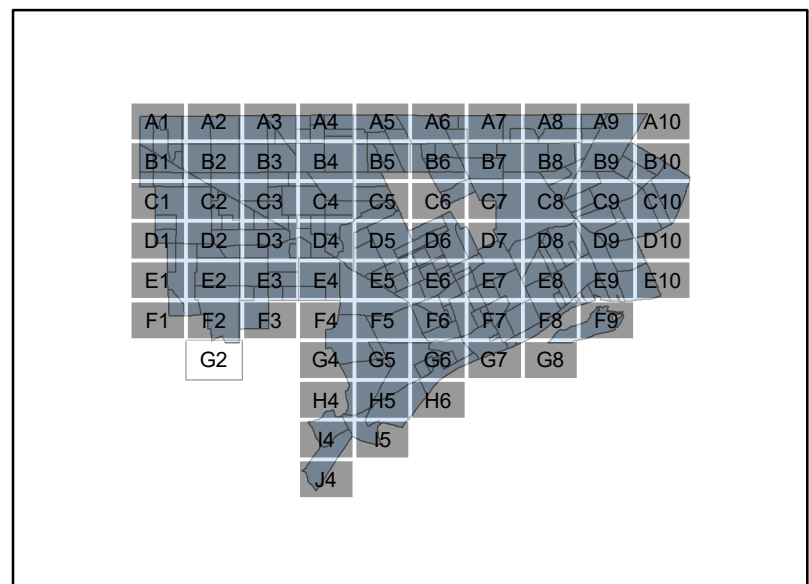 A1 A2 A3 A4 A5 A6 A7 A8 A9 A10
B1 B2 B3 B4 B5 B6 B7 B8 B9 B10
C1 C2 C3 C4 C5 C6 C7 C8 C9 C10
D1 D2 D3 D4 D5 D6 D7 D8 D9 D10
E1 E2 E3 E4 E5 E6 E7 E8 E9 E10
F1 F2 F3 F4 F5 F6 F7 F8 F9
G2 G4 G5 G6 G7 G8
H4 H5 H6
I4 I5
J4